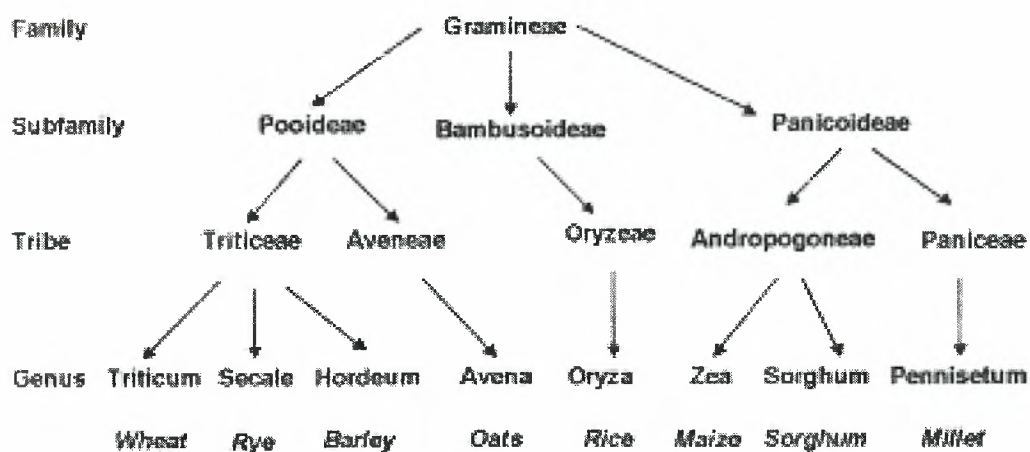 Family Gramineae
Subfamily Pooideae Bambusoideae Panicoideae
Tribe Triticeae Aveneae Oryzeae Andropogoneae Paniceae
Genus Triticum Secale Hordeum Avena Oryza Zea Sorghum Pennisetum
Wheat Rye Barley Oats Rice Maize Sorghum Millet